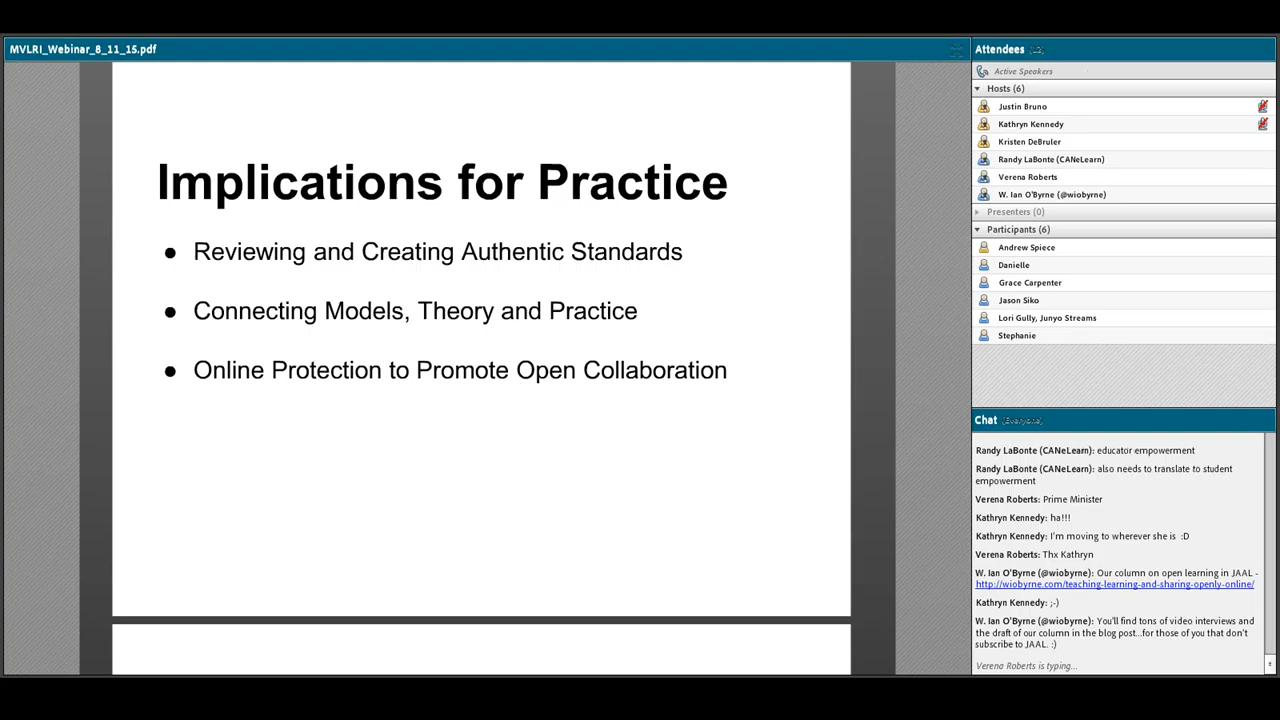 MVLRI_Webinar_8_11_15.pdf
Implications for Practice
● Reviewing and Creating Authentic Standards
● Connecting Models, Theory and Practice
● Online Protection to Promote Open Collaboration
Attendees (12)
Active Speakers
Hosts (6)
Justin Bruno
Kathryn Kennedy
Kristen DeBruler
Randy LaBonte (CANeLearn)
Verena Roberts
W. Ian O'Byrne (@wiobyrne)
Presenters (0)
Participants (6)
Andrew Spiece
Danielle
Grace Carpenter
Jason Siko
Lori Gully, Junyo Streams
Stephanie
Chat (Everyone)
Randy LaBonte (CANeLearn): educator empowerment
Randy LaBonte (CANeLearn): also needs to translate to student
empowerment
Verena Roberts: Prime Minister
Kathryn Kennedy: ha!!!
Kathryn Kennedy: I'm moving to wherever she is :D
Verena Roberts: Thx Kathryn
W. Ian O'Byrne (@wiobyrne): Our column on open learning in JAAL -
http://wiobyrne.com/teaching-learning-and-sharing-openly-online/
Kathryn Kennedy: ;-)
W. Ian O'Byrne (@wiobyrne): You'll find tons of video interviews and
the draft of our column in the blog post...for those of you that don't
subscribe to JAAL. :)
Verena Roberts is typing...